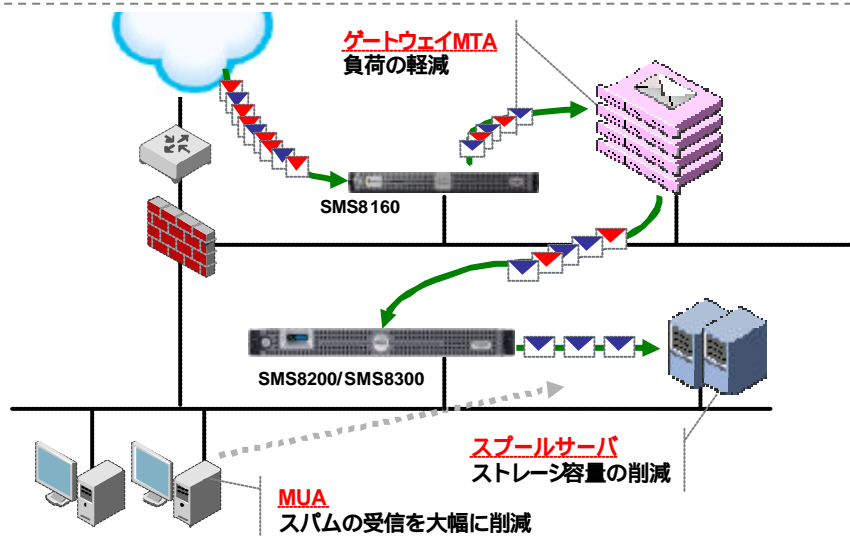 ゲートウェイMTA
負荷の軽減
SMS8160
SMS8200/SMS8300
スプールサーバ
ストレージ容量の削減
MUA
スパムの受信を大幅に削減